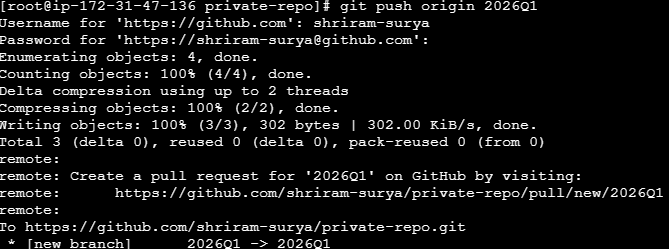 [root@ip-172-31-47-136 private-repo]# git push origin 2026Q1
Username for 'https://github.com': shriram-surya
Password for 'https://shriram-surya@github.com':
Enumerating objects: 4, done.
Counting objects: 100% (4/4), done.
Delta compression using up to 2 threads
Compressing objects: 100% (2/2), done.
Writing objects: 100% (3/3), 302 bytes | 302.00 KiB/s, done.
Total 3 (delta 0), reused 0 (delta 0), pack-reused 0 (from 0)
remote:
remote: Create a pull request for '2026Q1' on GitHub by visiting:
remote:      https://github.com/shriram-surya/private-repo/pull/new/2026Q1
remote:
To https://github.com/shriram-surya/private-repo.git
 * [new branch]      2026Q1 -> 2026Q1